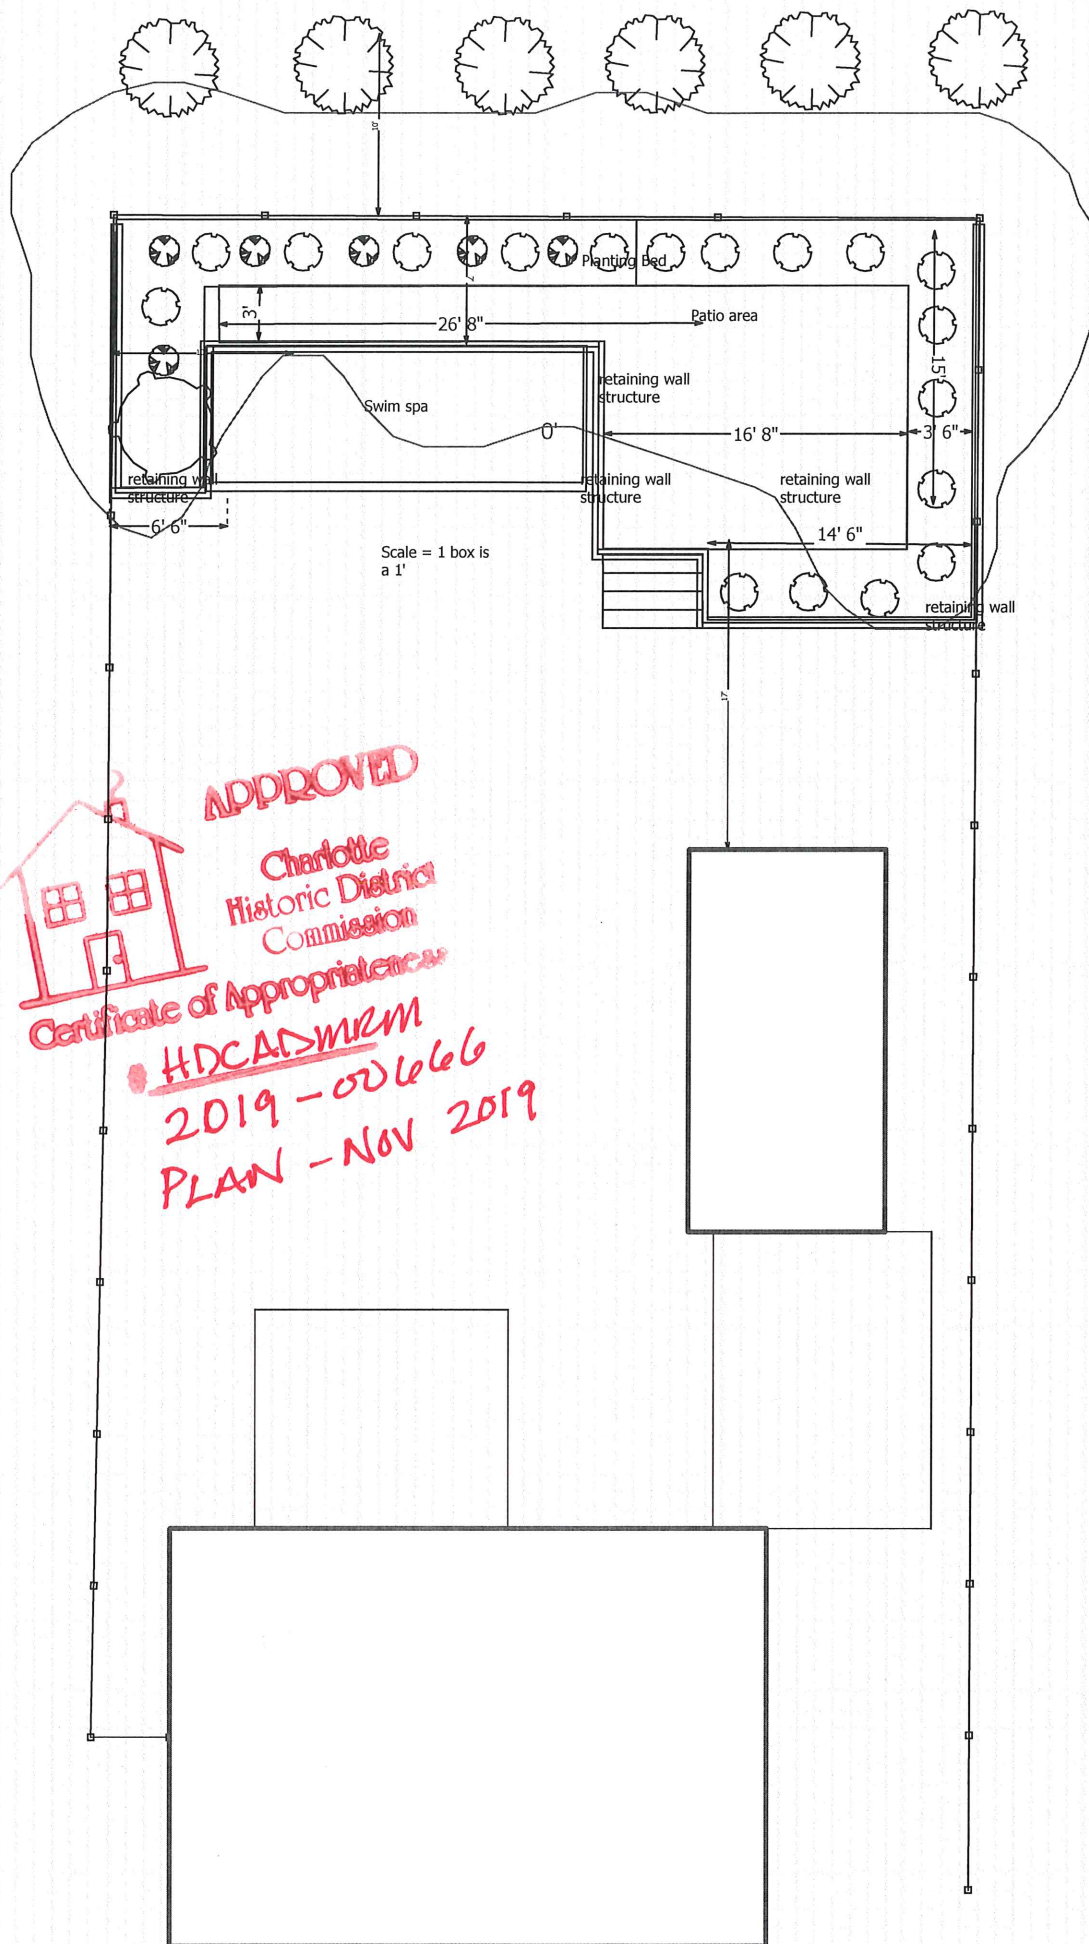 10'
Planting Bed
7'
3'
26' 8"
Patio area
retaining wall
structure
15'
Swim spa
0'
16' 8"
3' 6"
retaining wall
structure
retaining wall
structure
retaining wall
structure
6' 6"
14' 6"
Scale = 1 box is
a 1'
retaining wall
structure
17'
APPROVED
Charlotte
Historic District
Commission
Certificate of Appropriateness
HDCADMRM
2019-00666
PLAN - NOV 2019